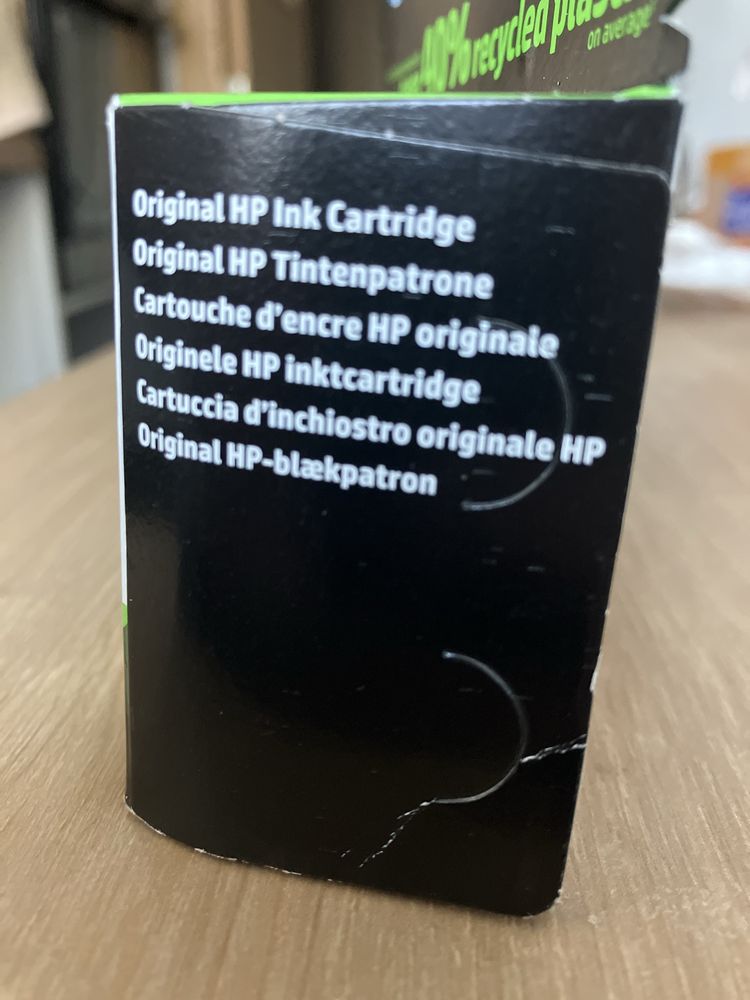 40% recycled
on average
Original HP Ink Cartridge
Original HP Tintenpatrone
Cartouche d'encre HP originale
Originele HP inktcartridge
Cartuccia d'inchiostro originale HP
Original HP-blækpatron